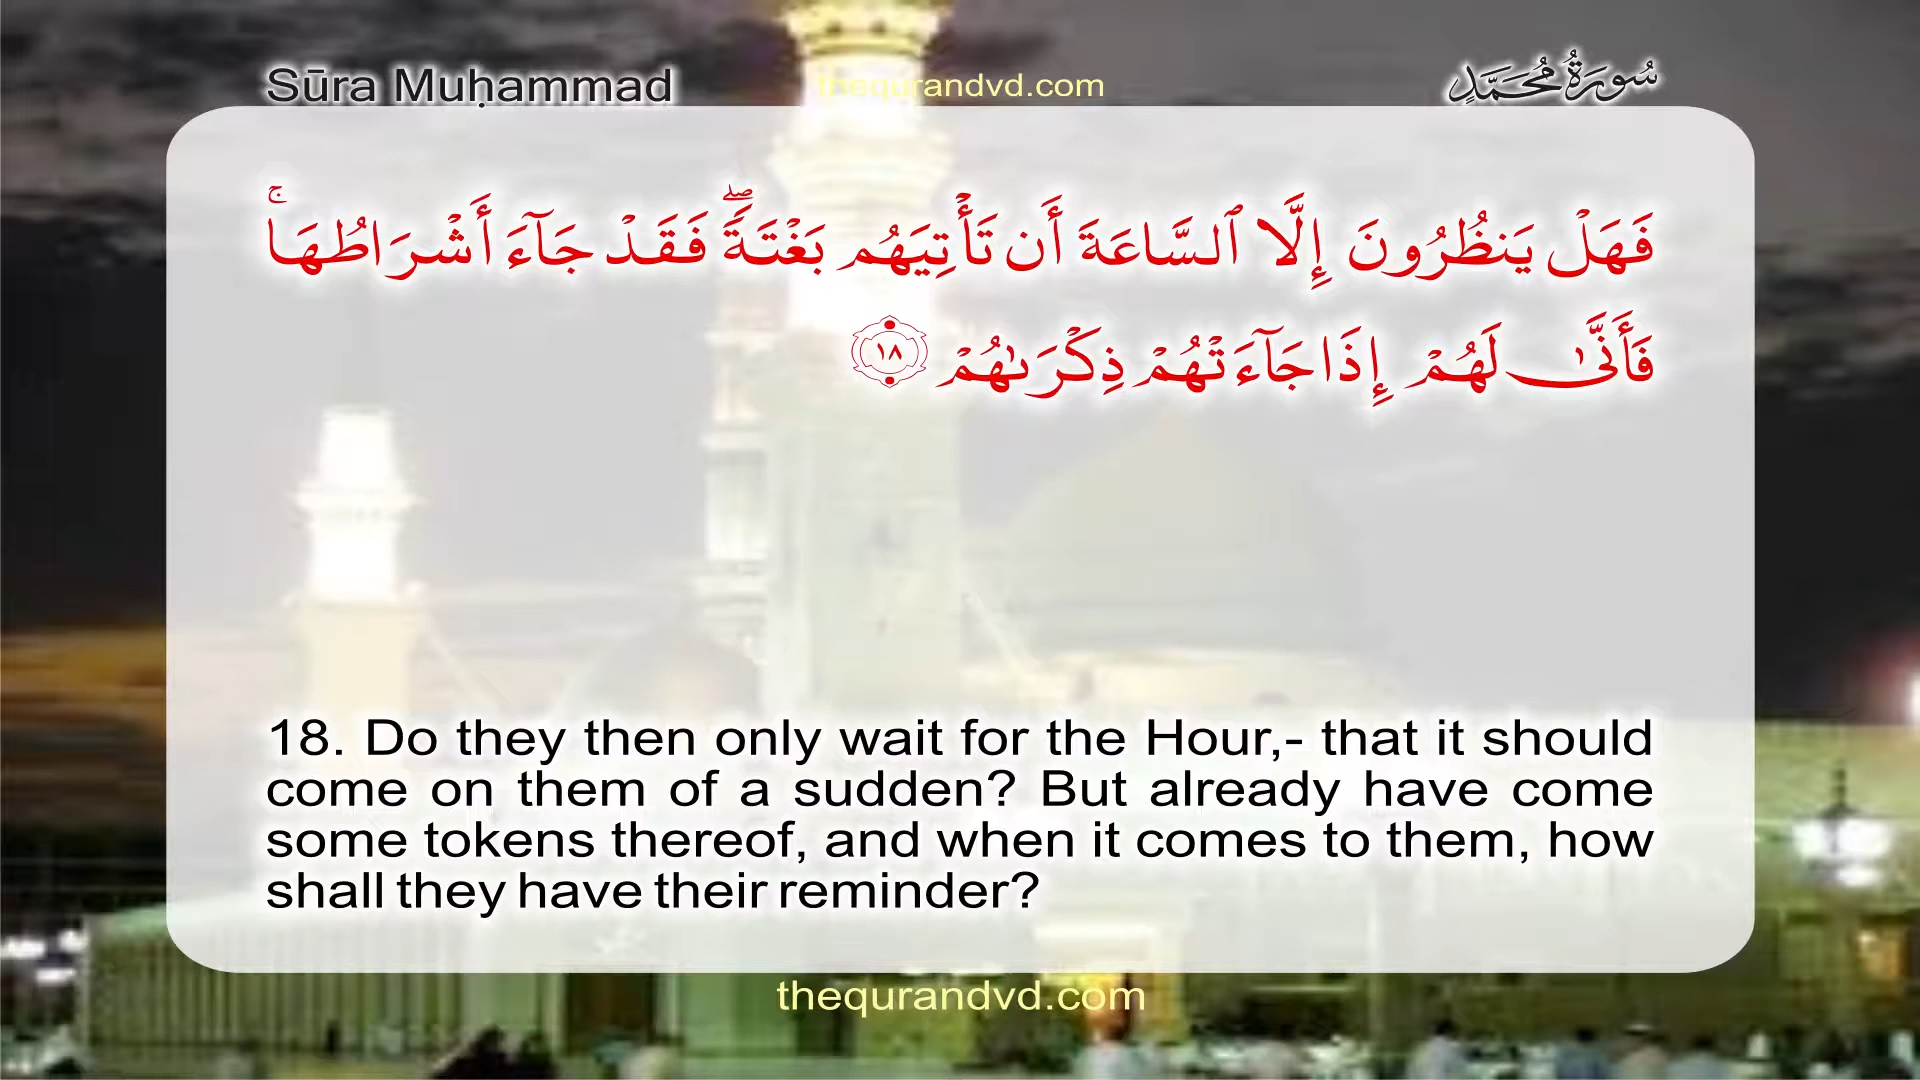 Sūra Muḥammad
thequrandvd.com
سُورَةُ مُحَمَّدٍ
فَهَلْ يَنظُرُونَ إِلَّا ٱلسَّاعَةَ أَن تَأْتِيَهُم بَغْتَةًۖ فَقَدْ جَآءَ أَشْرَاطُهَاۚ
فَأَنَّىٰ لَهُمْ إِذَا جَآءَتْهُمْ ذِكْرَىٰهُمْ ١٨
18. Do they then only wait for the Hour,- that it should
come on them of a sudden? But already have come
some tokens thereof, and when it comes to them, how
shall they have their reminder?
thequrandvd.com